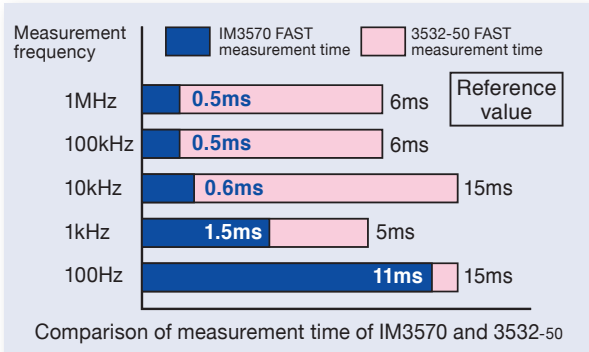 Measurement
frequency
IM3570 FAST
measurement time
3532-50 FAST
measurement time
Reference
value
1MHz 0.5ms 6ms
100kHz 0.5ms 6ms
10kHz 0.6ms 15ms
1kHz 1.5ms 5ms
100Hz 11ms 15ms
Comparison of measurement time of IM3570 and 3532-50